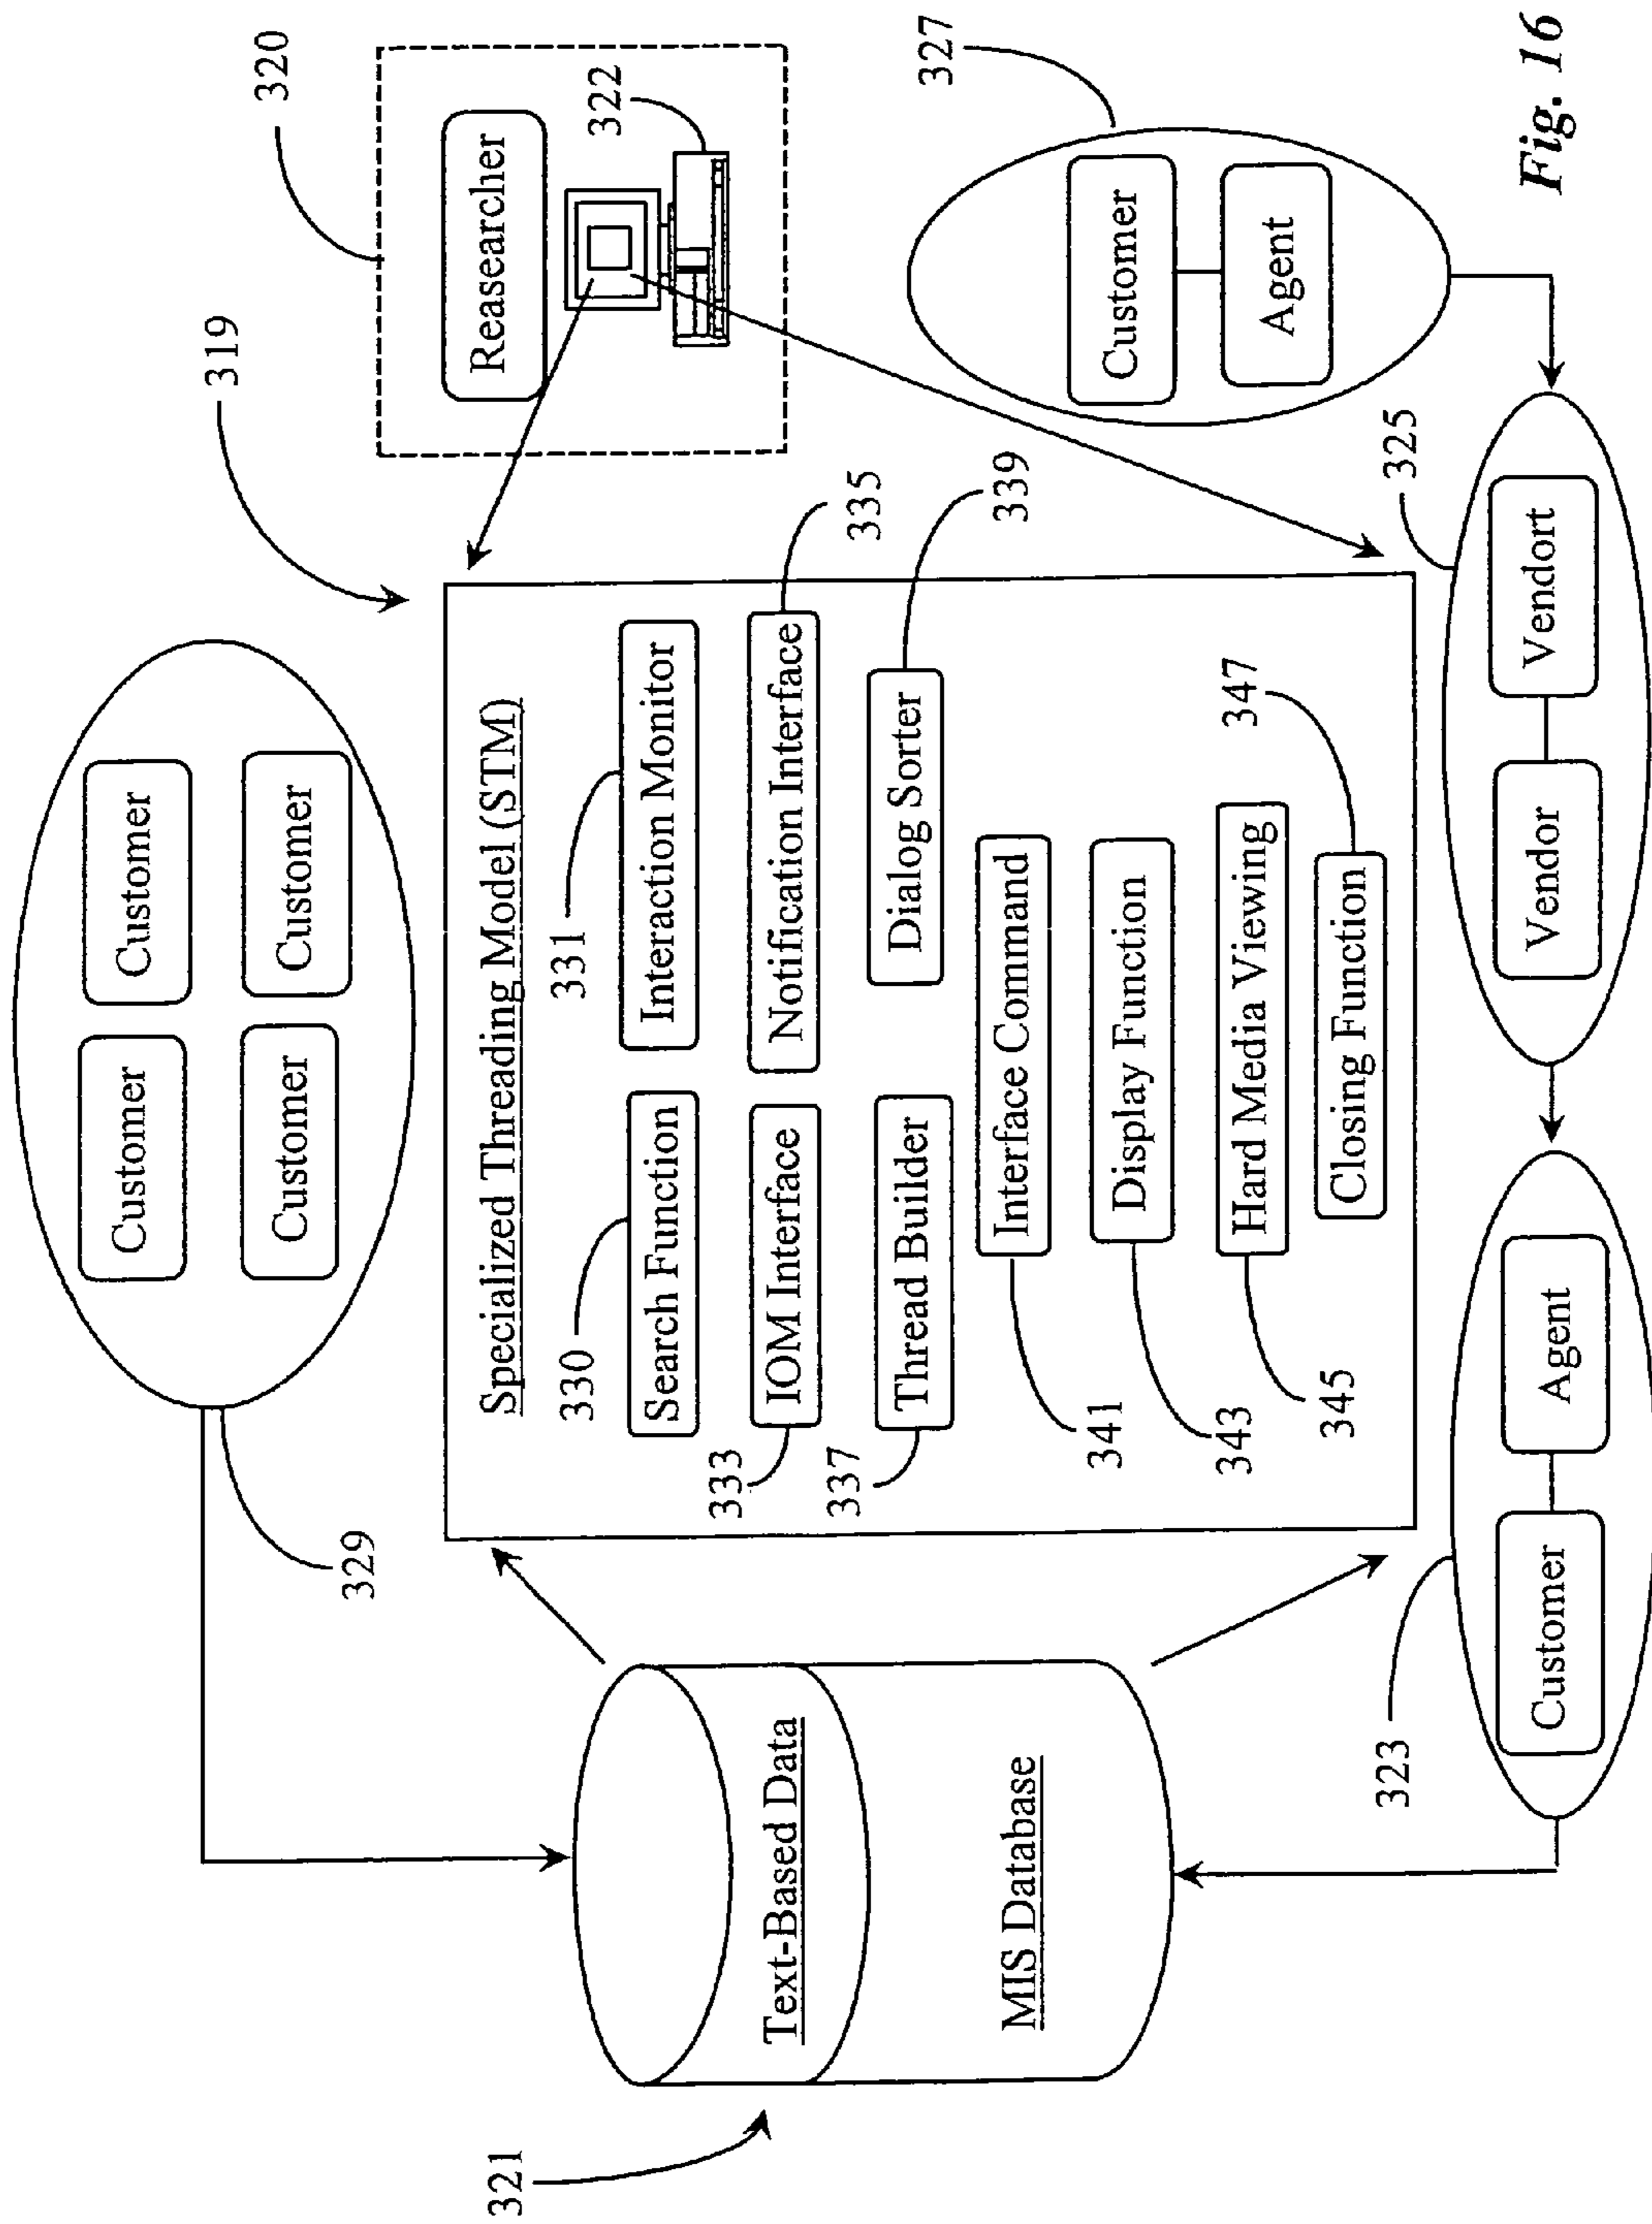 329
Customer
Customer
Customer
Customer
319
320
Reasearcher
322
321
Text-Based Data
MIS Database
Specialized Threading Model (STM)
330
Search Function
331
Interaction Monitor
333
IOM Interface
Notification Interface
335
337
Thread Builder
Dialog Sorter
339
341
Interface Command
343
Display Function
345
Hard Media Viewing
347
Closing Function
327
Customer
Agent
323
Customer
Agent
325
Vendor
Vendort
Fig. 16